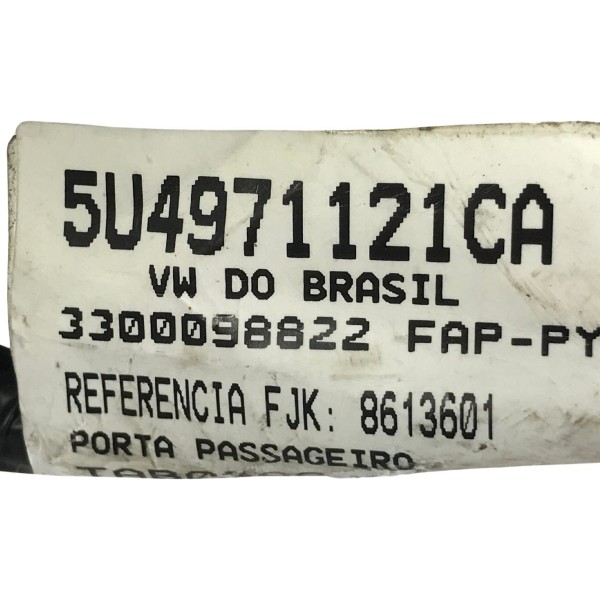 5U4971121CA
VW DO BRASIL
3300098822 FAP-PY
REFERENCIA FJK: 8613601
PORTA PASSAGEIRO